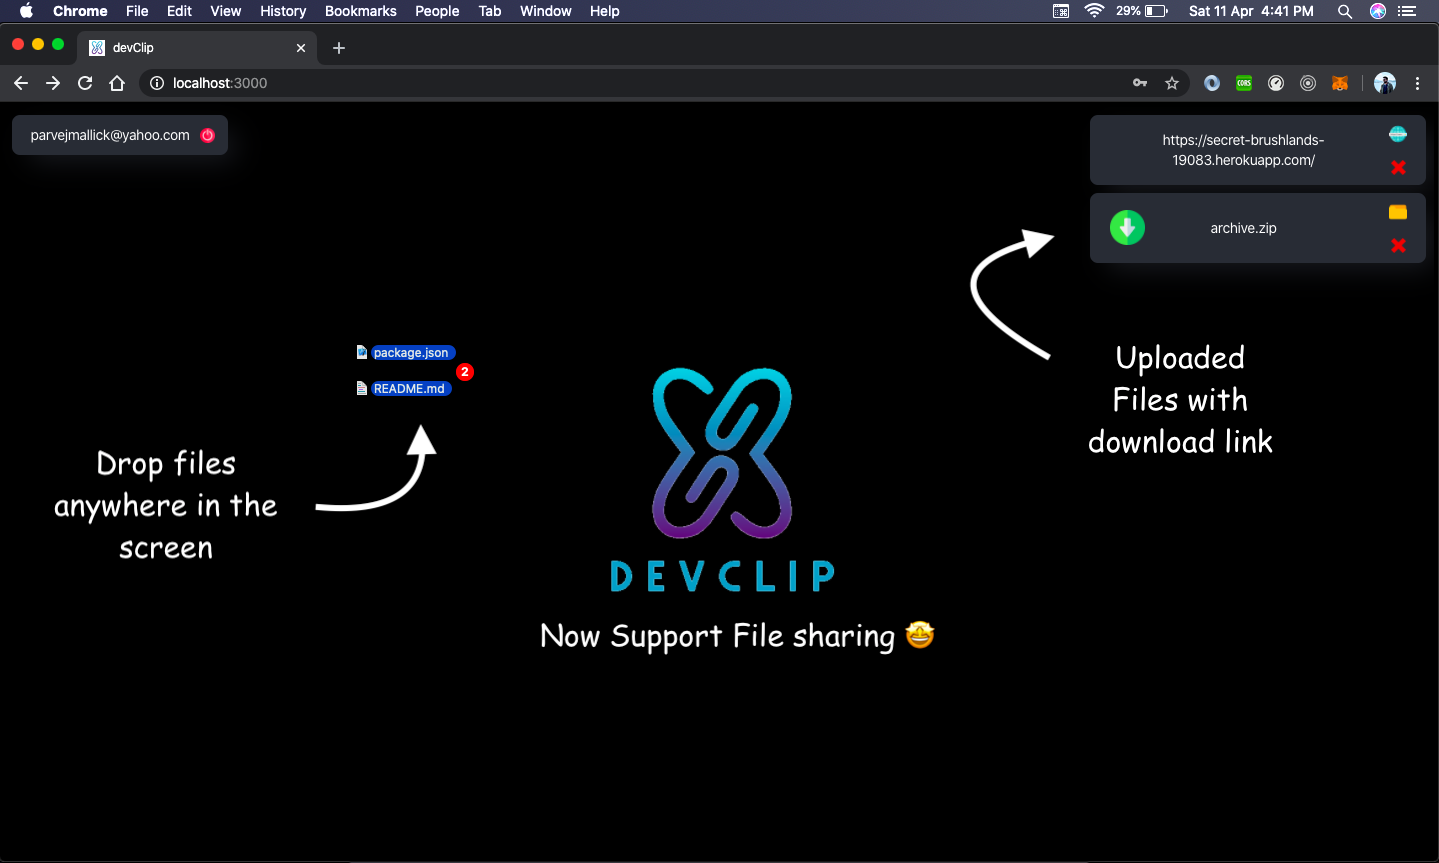 Chrome File Edit View History Bookmarks People Tab Window Help 29% Sat 11 Apr 4:41 PM
devClip
localhost:3000
CORS
parvejmallick@yahoo.com
https://secret-brushlands-
19083.herokuapp.com/
archive.zip
package.json
2
README.md
Uploaded
Files with
download link
Drop files
anywhere in the
screen
DEVCLIP
Now Support File sharing 🤩